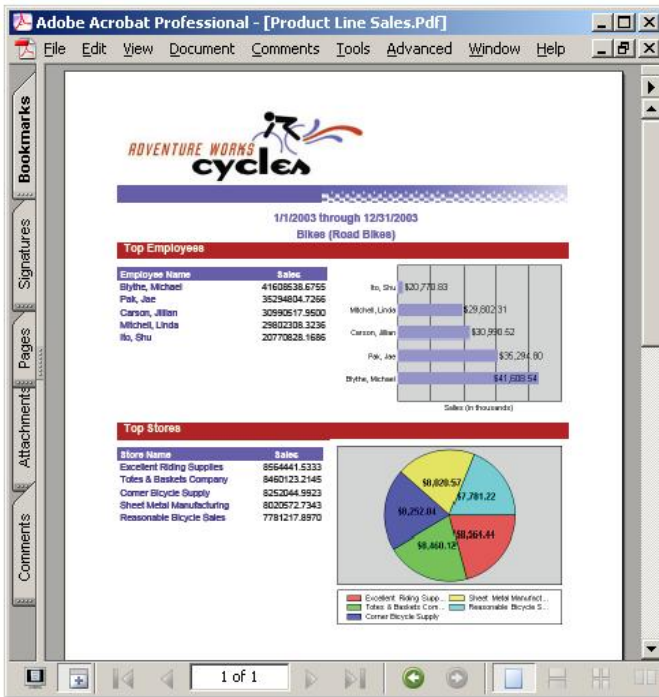 Adobe Acrobat Professional - [Product Line Sales.Pdf]
File Edit View Document Comments Tools Advanced Window Help
Bookmarks
Signatures
Pages
Attachments
Comments
ADVENTURE WORKS
cycles
1/1/2003 through 12/31/2003
Bikes (Road Bikes)
Top Employees
Employee Name Sales
Blythe, Michael 41608538.6755
Pak, Jae 35294804.7266
Carson, Jillian 30990517.9500
Mitchell, Linda 29802308.3236
Ito, Shu 20770828.1686
Ito, Shu $20,770.83
Mitchell, Linda $29,802.31
Carson, Jillian $30,990.52
Pak, Jae $35,294.80
Blythe, Michael $41,608.54
Sales (in thousands)
Top Stores
Store Name Sales
Excellent Riding Supplies 8564441.5333
Totes & Baskets Company 8460123.2145
Corner Bicycle Supply 8252044.9923
Sheet Metal Manufacturing 8020572.7343
Reasonable Bicycle Sales 7781217.8970
$8,020.57
$7,781.22
$8,252.04
$8,564.44
$8,460.12
Excellent Riding Supp... Sheet Metal Manufact...
Totes & Baskets Com... Reasonable Bicycle S...
Corner Bicycle Supply
1 of 1